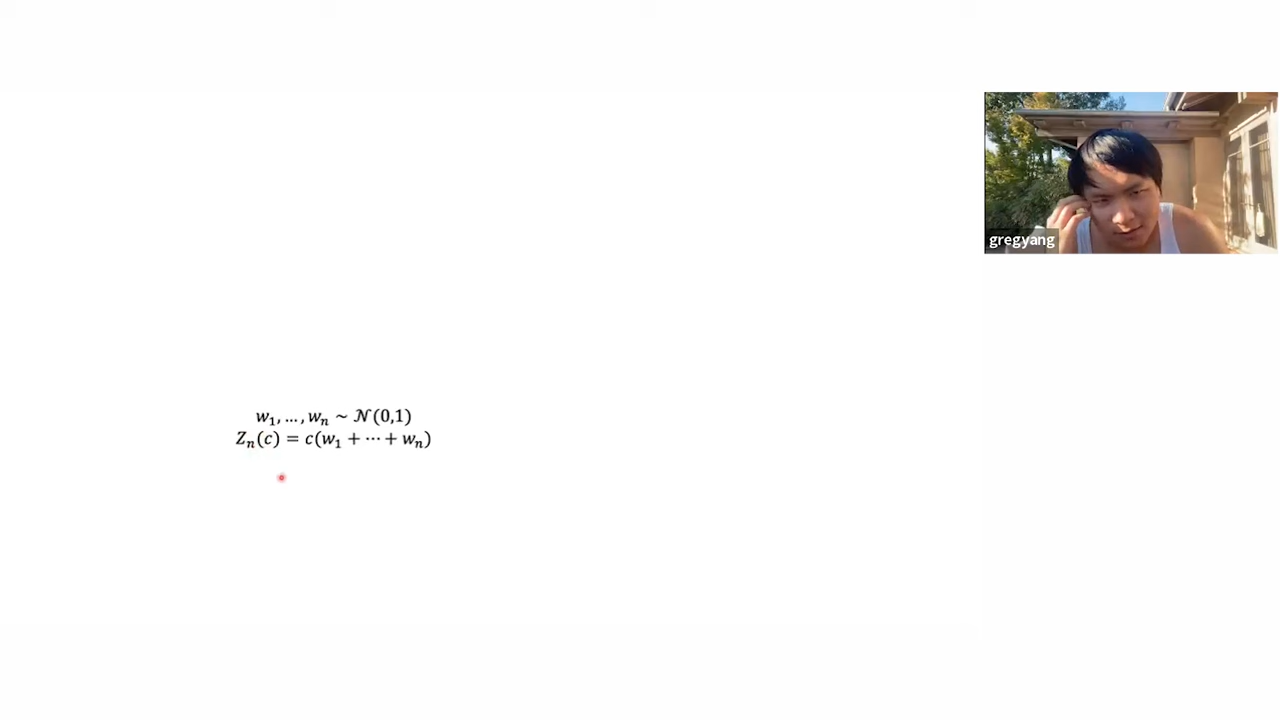 w₁, …, wₙ ~ 𝒩(0,1)
Zₙ(c) = c(w₁ + ⋯ + wₙ)
gregyang